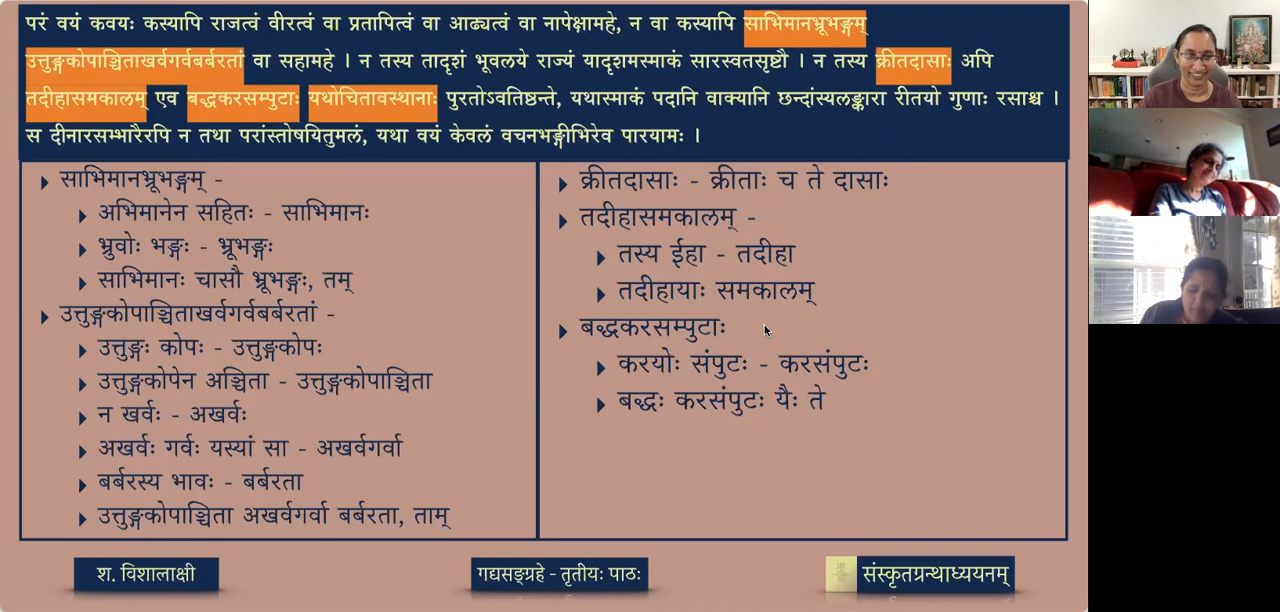 परं वयं कवयः कस्यापि राजत्वं वीरत्वं वा प्रतापित्वं वा आढ्यत्वं वा नापेक्षामहे, न वा कस्यापि साभिमानभ्रूभङ्गम्
उत्तुङ्गकोपाञ्चिताखर्वगर्वबर्बरतां वा सहामहे । न तस्य तादृशं भूवलये राज्यं यादृशमस्माकं सारस्वतसृष्टौ । न तस्य क्रीतदासाः अपि
तदीहासमकालम् एव बद्धकरसम्पुटाः यथोचितावस्थानाः पुरतोऽवतिष्ठन्ते, यथास्माकं पदानि वाक्यानि छन्दांस्यलङ्कारा रीतयो गुणाः रसाश्च ।
स दीनारसम्भारैरपि न तथा परांस्तोषयितुमलं, यथा वयं केवलं वचनभङ्गीभिरेव पारयामः ।
साभिमानभ्रूभङ्गम् -
अभिमानेन सहितः - साभिमानः
भ्रुवोः भङ्गः - भ्रूभङ्गः
साभिमानः चासौ भ्रूभङ्गः, तम्
उत्तुङ्गकोपाञ्चिताखर्वगर्वबर्बरतां -
उत्तुङ्गः कोपः - उत्तुङ्गकोपः
उत्तुङ्गकोपेन अञ्चिता - उत्तुङ्गकोपाञ्चिता
न खर्वः - अखर्वः
अखर्वः गर्वः यस्यां सा - अखर्वगर्वा
बर्बरस्य भावः - बर्बरता
उत्तुङ्गकोपाञ्चिता अखर्वगर्वा बर्बरता, ताम्
क्रीतदासाः - क्रीताः च ते दासाः
तदीहासमकालम् -
तस्य ईहा - तदीहा
तदीहायाः समकालम्
बद्धकरसम्पुटाः
करयोः संपुटः - करसंपुटः
बद्धः करसंपुटः यैः ते
श. विशालाक्षी
गद्यसङ्ग्रहे - तृतीयः पाठः
संस्कृतग्रन्थाध्ययनम्